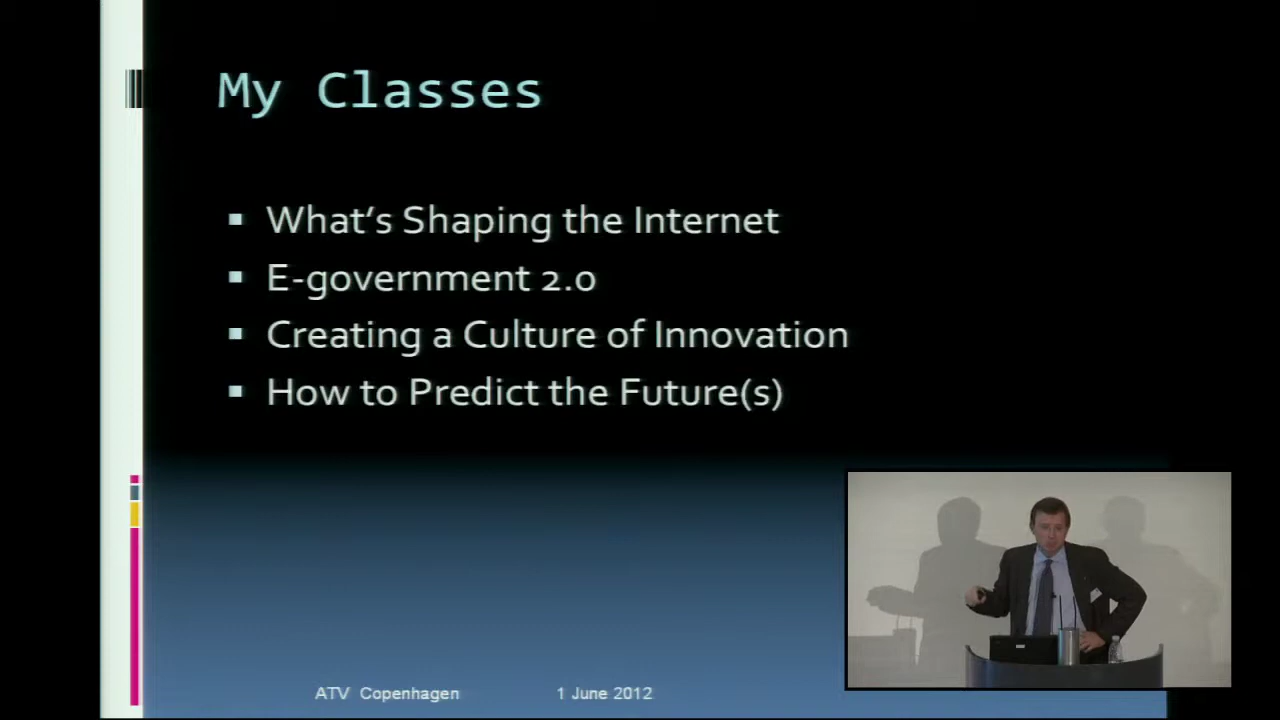 My Classes
What's Shaping the Internet
E-government 2.0
Creating a Culture of Innovation
How to Predict the Future(s)
ATV Copenhagen 1 June 2012